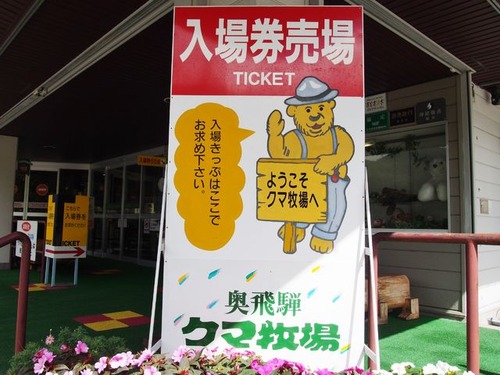 入場券売場
TICKET
入場きっぷはここで
お求め下さい。
ようこそ
クマ牧場へ
奥飛騨
クマ牧場
入場券を
TICKET